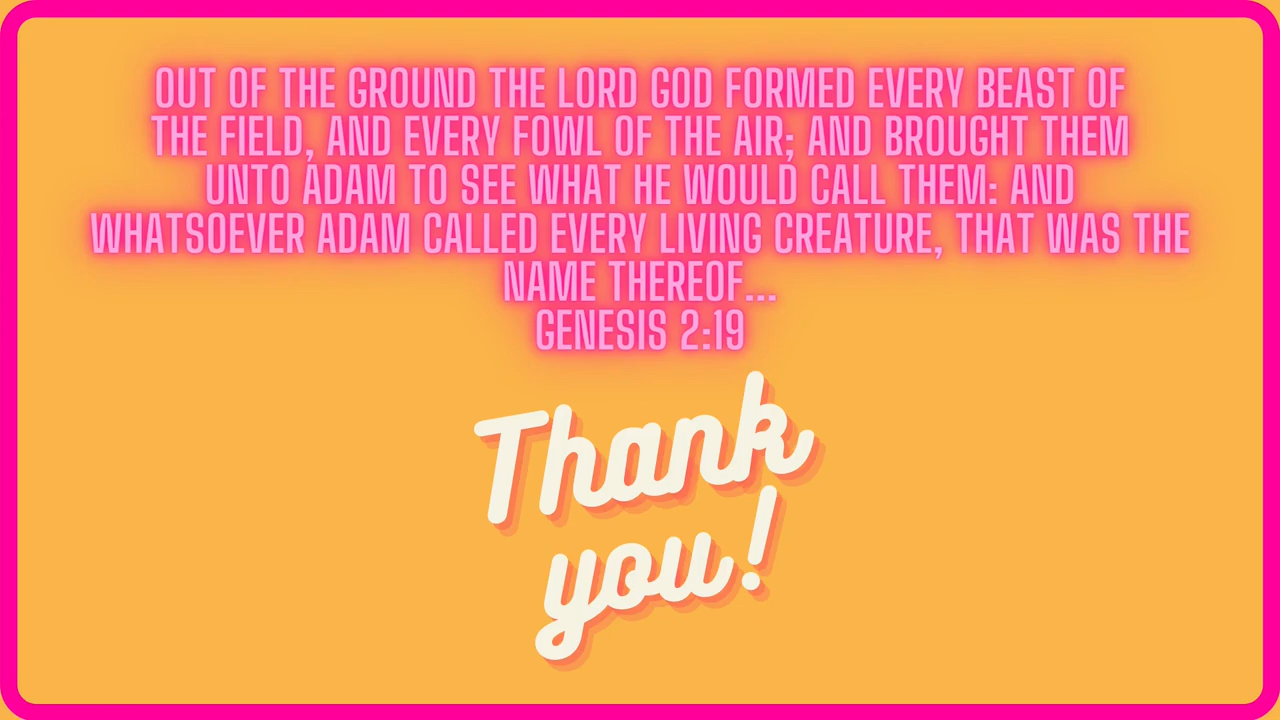 OUT OF THE GROUND THE LORD GOD FORMED EVERY BEAST OF
THE FIELD, AND EVERY FOWL OF THE AIR; AND BROUGHT THEM
UNTO ADAM TO SEE WHAT HE WOULD CALL THEM: AND
WHATSOEVER ADAM CALLED EVERY LIVING CREATURE, THAT WAS THE
NAME THEREOF...
GENESIS 2:19
Thank
you!